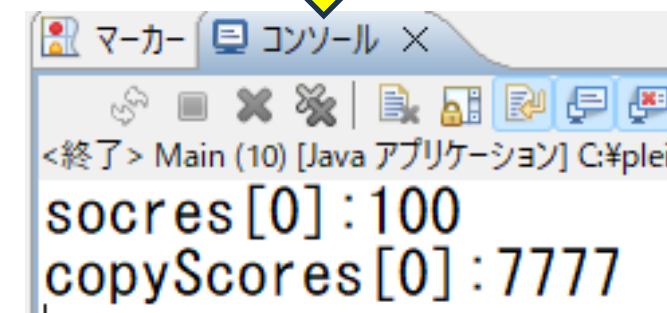 マーカー コンソール
<終了> Main (10) [Java アプリケーション] C:¥plei
socres[0]:100
copyScores[0]:7777